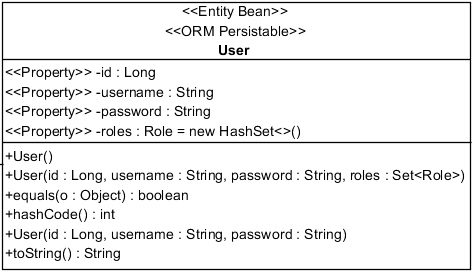 <<Entity Bean>>
<<ORM Persistable>>
User
<<Property>> -id : Long
<<Property>> -username : String
<<Property>> -password : String
<<Property>> -roles : Role = new HashSet<>()
+User()
+User(id : Long, username : String, password : String, roles : Set<Role>)
+equals(o : Object) : boolean
+hashCode() : int
+User(id : Long, username : String, password : String)
+toString() : String